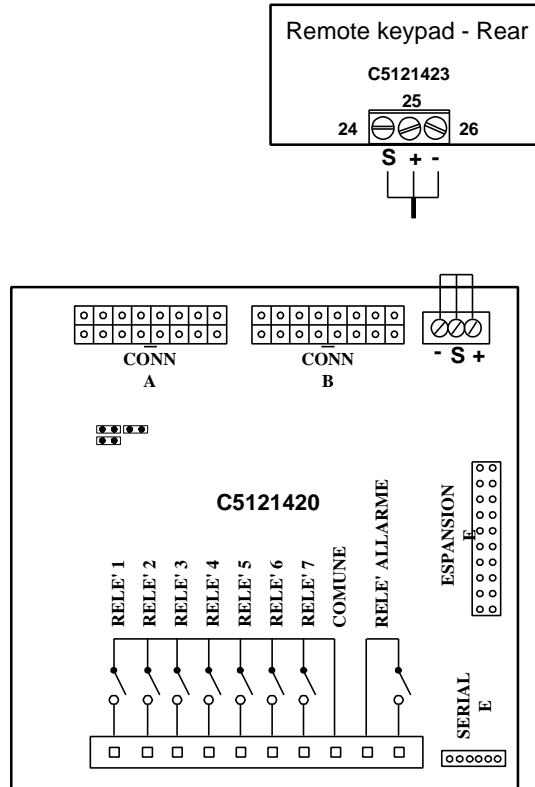 Remote keypad - Rear
C5121423
25
24
26
S + -
- S +
CONN
A
CONN
B
C5121420
RELE' 1
RELE' 2
RELE' 3
RELE' 4
RELE' 5
RELE' 6
RELE' 7
COMUNE
RELE' ALLARME
ESPANSION
E
SERIAL
E